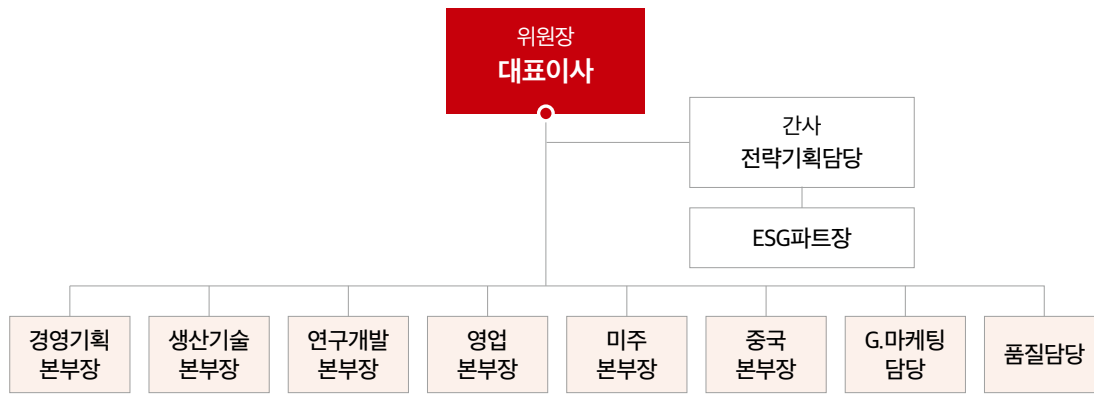 위원장
대표이사
간사
전략기획담당
ESG파트장
경영기획
본부장
생산기술
본부장
연구개발
본부장
영업
본부장
미주
본부장
중국
본부장
G.마케팅
담당
품질담당